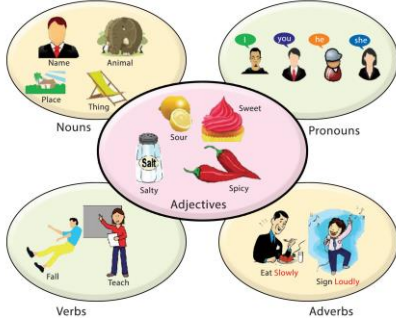 I
you
he
she
Name
Animal
Place
Thing
Nouns
Pronouns
Sour
Sweet
Salt
Salty
Spicy
Adjectives
Fall
Teach
Verbs
Eat Slowly
Sign Loudly
Adverbs